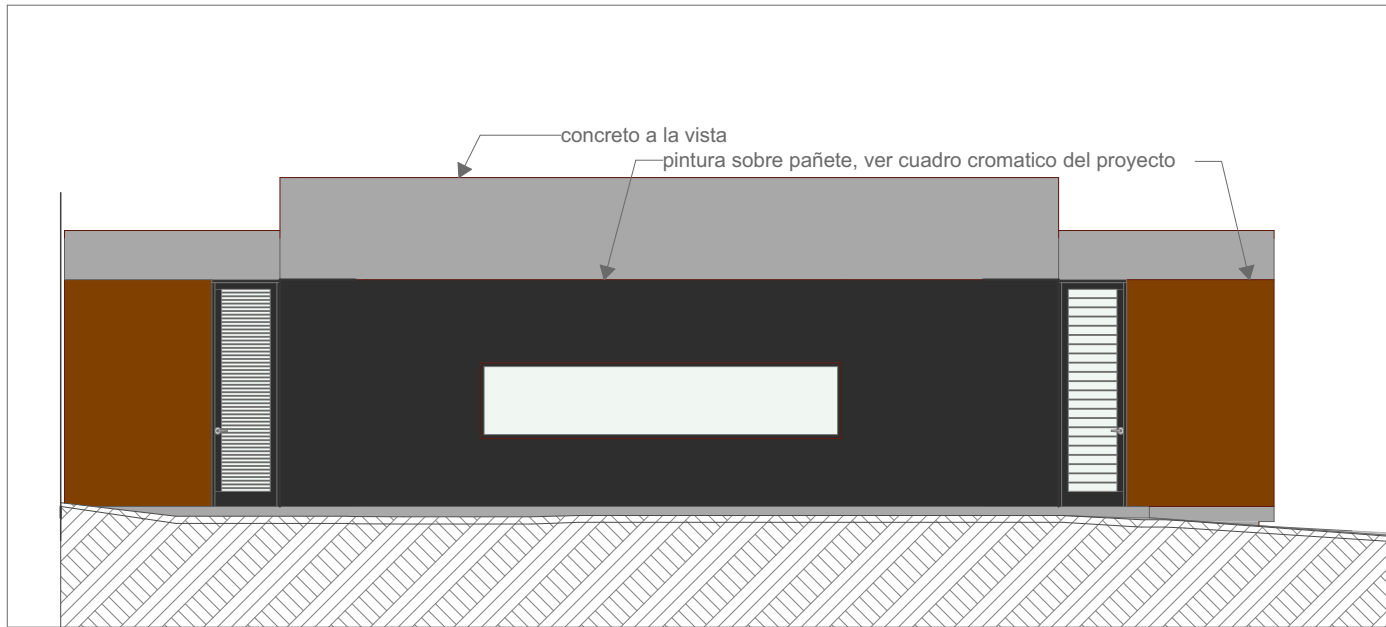 concreto a la vista
pintura sobre pañete, ver cuadro cromatico del proyecto